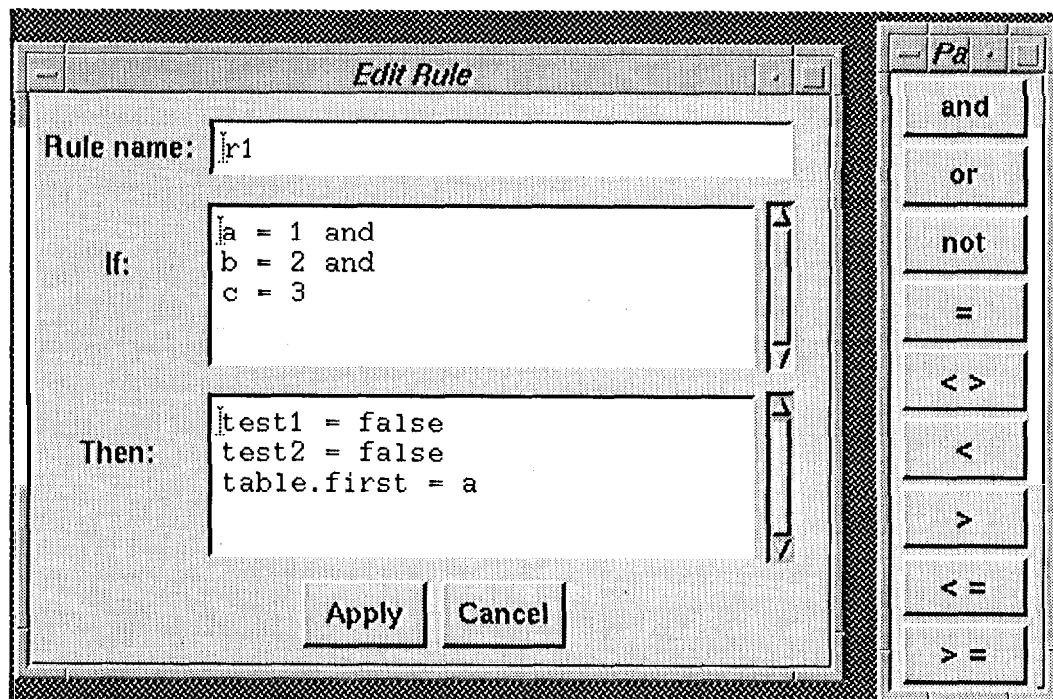 Edit Rule
Rule name: r1
If:
a = 1 and
b = 2 and
c = 3
Then:
test1 = false
test2 = false
table.first = a
Apply Cancel
Pa
and
or
not
=
< >
<
>
< =
> =